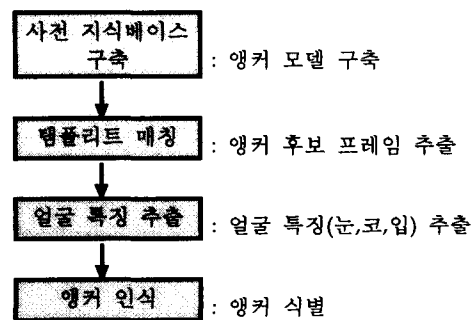 사전 지식베이스
구축 : 앵커 모델 구축
템플리트 매칭 : 앵커 후보 프레임 추출
얼굴 특징 추출 : 얼굴 특징(눈,코,입) 추출
앵커 인식 : 앵커 식별